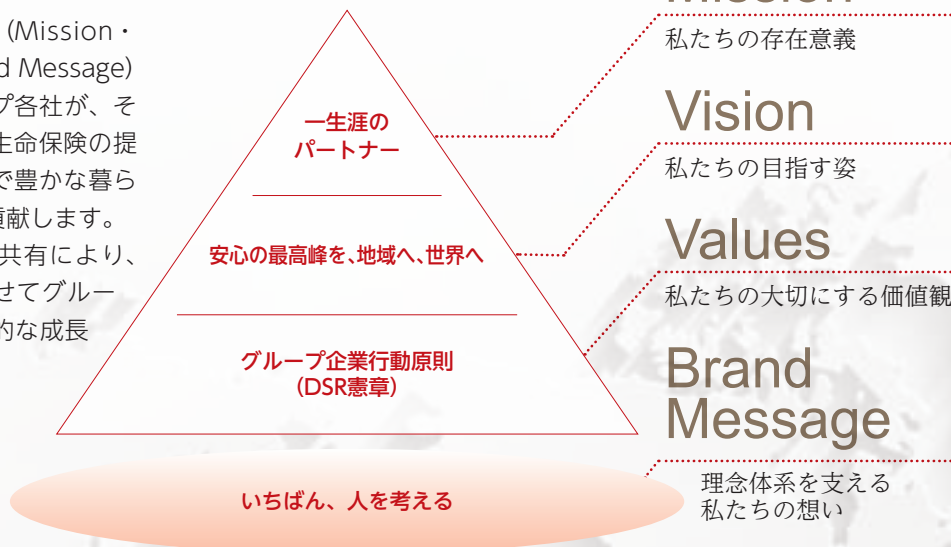 (Mission・
d Message)
プ各社が、そ
生命保険の提
で豊かな暮ら
貢献します。
共有により、
せてグルー
的な成長
一生涯の
パートナー
安心の最高峰を、地域へ、世界へ
グループ企業行動原則
(DSR憲章)
いちばん、人を考える
Mission
私たちの存在意義
Vision
私たちの目指す姿
Values
私たちの大切にする価値観
Brand
Message
理念体系を支える
私たちの想い